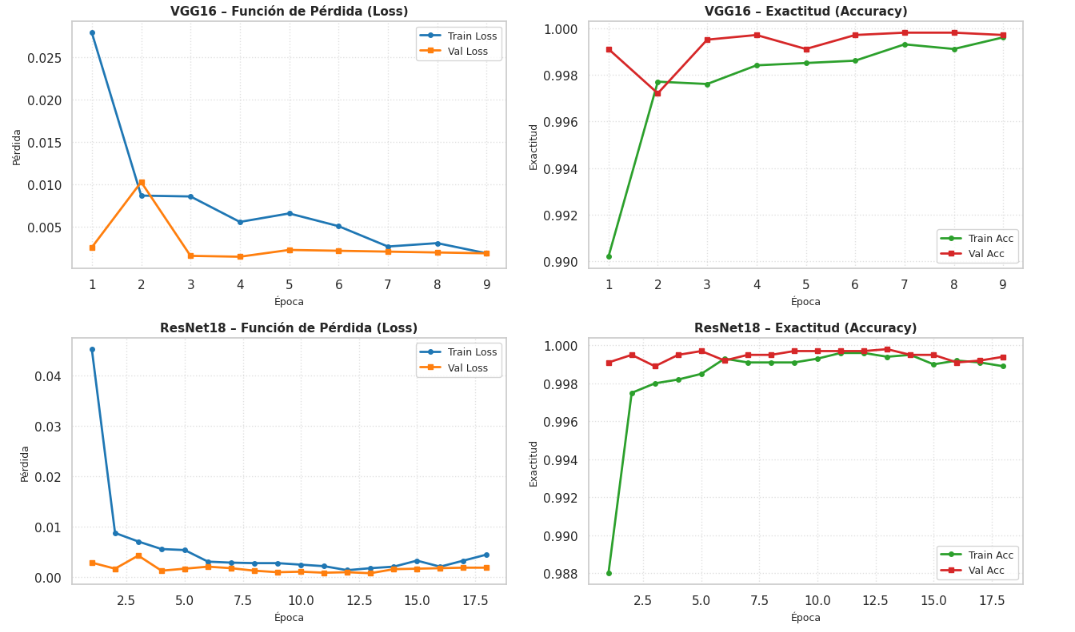 VGG16 – Función de Pérdida (Loss)
Train Loss
Val Loss
0.025
0.020
0.015
0.010
0.005
Pérdida
1 2 3 4 5 6 7 8 9
Época
VGG16 – Exactitud (Accuracy)
1.000
0.998
0.996
0.994
0.992
0.990
Exactitud
Train Acc
Val Acc
1 2 3 4 5 6 7 8 9
Época
ResNet18 – Función de Pérdida (Loss)
Train Loss
Val Loss
0.04
0.03
0.02
0.01
0.00
Pérdida
2.5 5.0 7.5 10.0 12.5 15.0 17.5
Época
ResNet18 – Exactitud (Accuracy)
1.000
0.998
0.996
0.994
0.992
0.990
0.988
Exactitud
Train Acc
Val Acc
2.5 5.0 7.5 10.0 12.5 15.0 17.5
Época